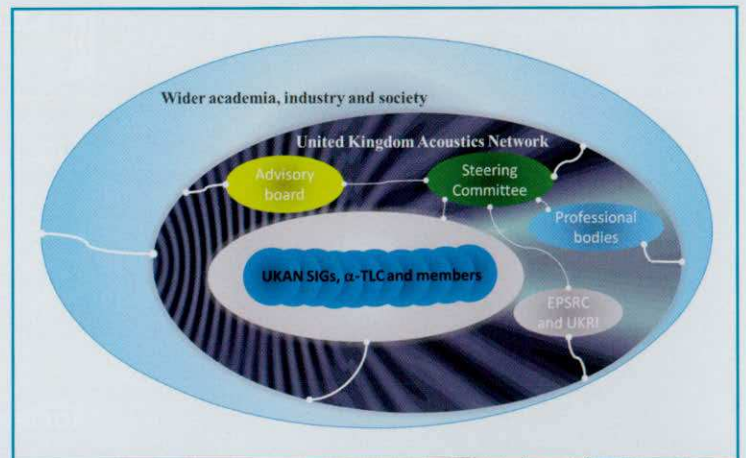 Wider academia, industry and society
United Kingdom Acoustics Network
Advisory
board
Steering
Committee
Professional
bodies
UKAN SIGs, α-TLC and members
EPSRC
and UKRI